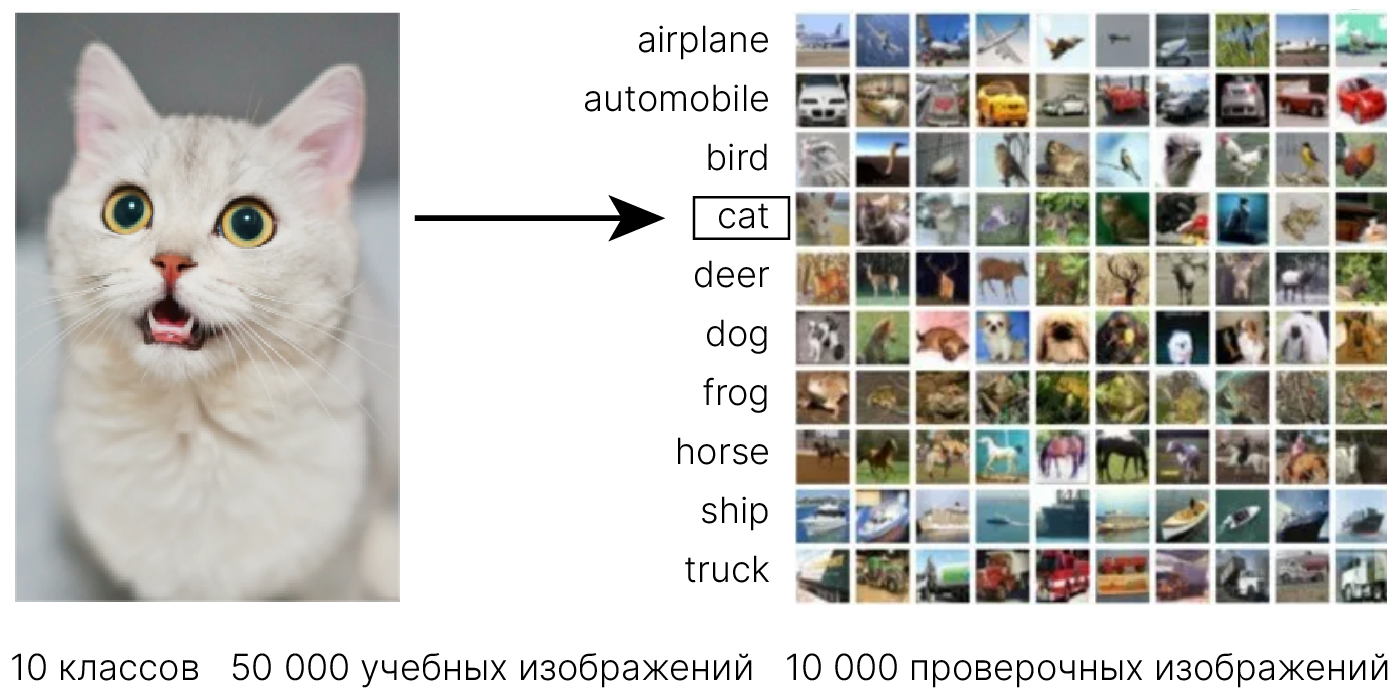 airplane
automobile
bird
cat
deer
dog
frog
horse
ship
truck
10 классов 50 000 учебных изображений 10 000 проверочных изображений